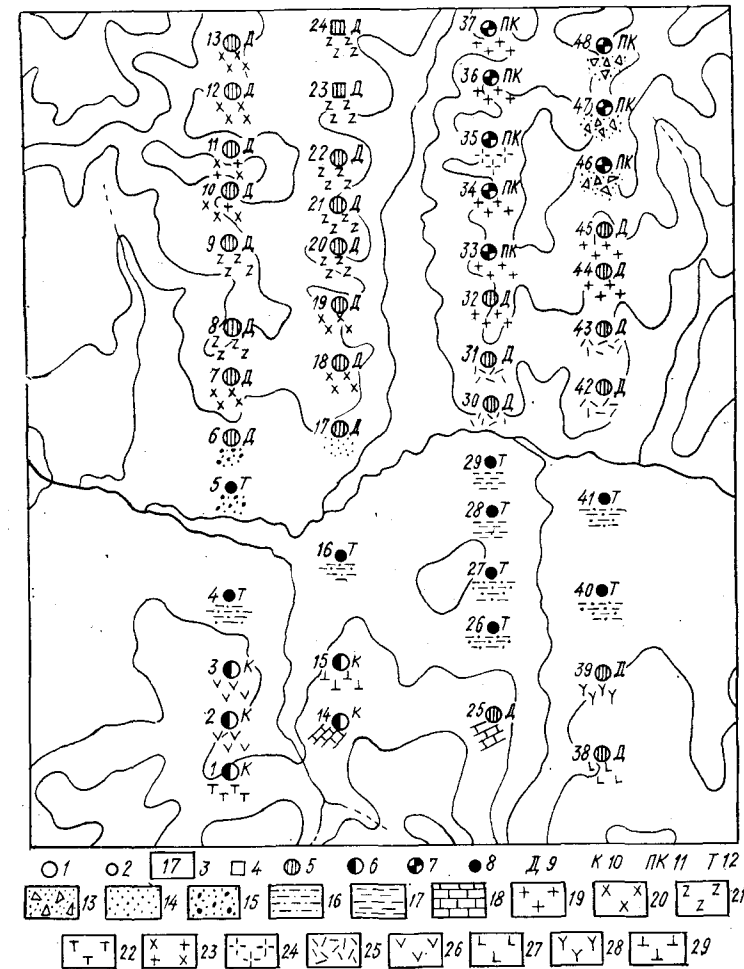 24 Д
37 ПК
13 Д
48 ПК
36 ПК
12 Д
23 Д
47 ПК
35 ПК
11 Д
22 Д
46 ПК
10 Д
34 ПК
21 Д
9 Д
20 Д
33 ПК
45 Д
44 Д
32 Д
19 Д
8 Д
43 Д
31 Д
18 Д
7 Д
42 Д
30 Д
17 Д
6 Д
29 Т
5 Т
41 Т
28 Т
16 Т
27 Т
4 Т
40 Т
26 Т
3 К
15 К
39 Д
2 К
14 К
25 Д
38 Д
1 К
1 2 17 3 4 5 6 7 8 Д 9 К 10 ПК 11 Т 12
13 14 15 16 17 18 19 20 21
22 23 24 25 26 27 28 29